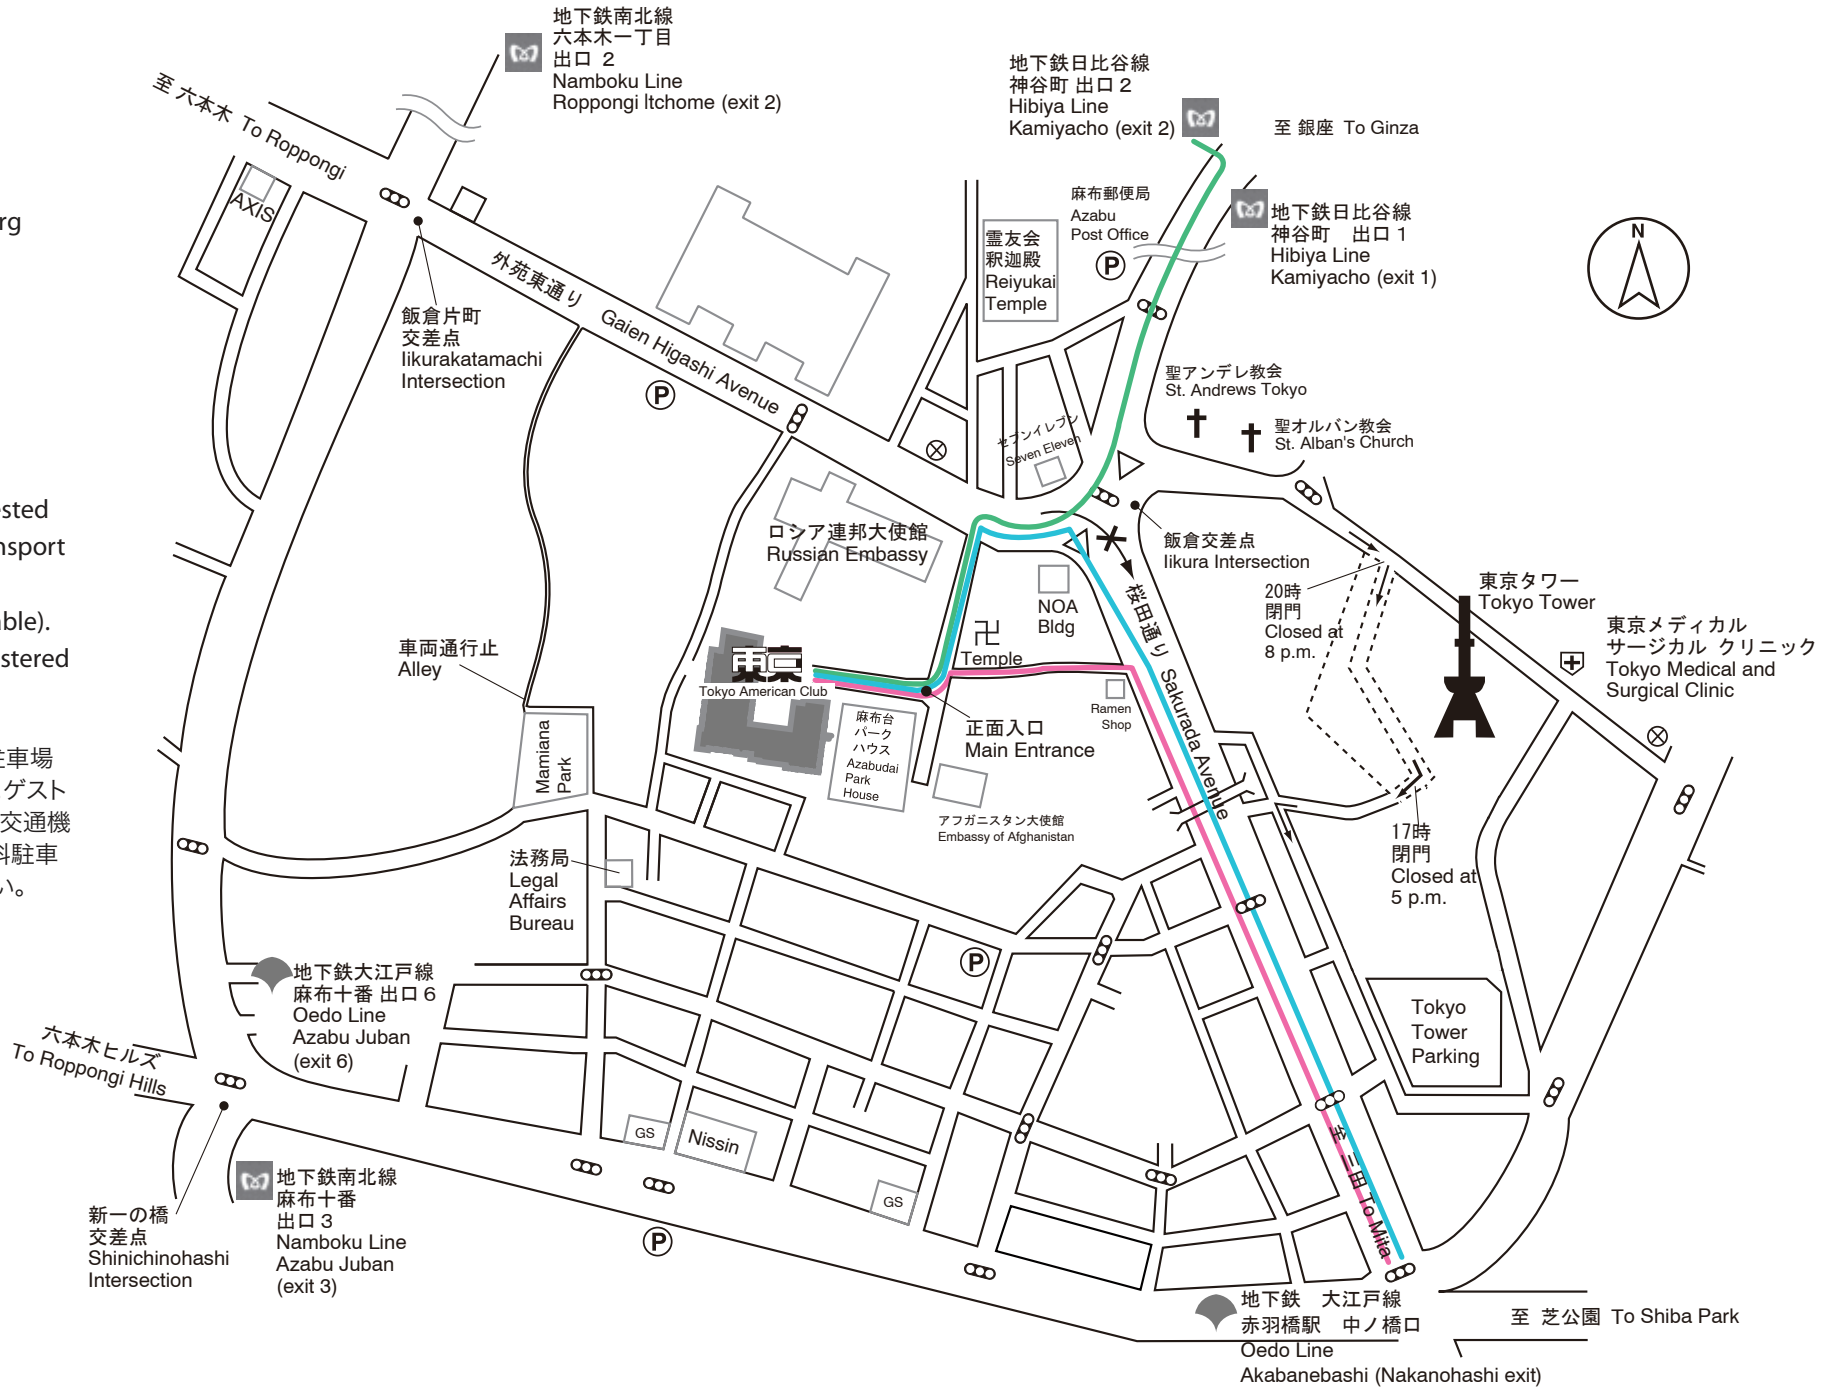 地下鉄南北線
六本木一丁目
出口 2
Namboku Line
Roppongi Itchome (exit 2)
至 六本木 To Roppongi
地下鉄日比谷線
神谷町 出口 2
Hibiya Line
Kamiyacho (exit 2)
至 銀座 To Ginza
AXIS
rg
麻布郵便局
Azabu
Post Office
P
地下鉄日比谷線
神谷町 出口 1
Hibiya Line
Kamiyacho (exit 1)
霊友会
釈迦殿
Reiyukai
Temple
N
外苑東通り Gaien Higashi Avenue
飯倉片町
交差点
Iikurakatamachi
Intersection
P
聖アンデレ教会
St. Andrews Tokyo
聖オルバン教会
St. Alban's Church
セブンイレブン
Seven Eleven
ested
nsport
able).
stered
ロシア連邦大使館
Russian Embassy
飯倉交差点
Iikura Intersection
20時
閉門
Closed at
8 p.m.
東京タワー
Tokyo Tower
東京メディカル
サージカル クリニック
Tokyo Medical and
Surgical Clinic
NOA
Bldg
卍
Temple
桜田通り Sakurada Avenue
車両通行止
Alley
東京
Tokyo American Club
Ramen
Shop
正面入口
Main Entrance
麻布台
パーク
ハウス
Azabudai
Park
House
Mamiana
Park
駐車場
ゲスト
交通機
料駐車
い。
アフガニスタン大使館
Embassy of Afghanistan
17時
閉門
Closed at
5 p.m.
法務局
Legal
Affairs
Bureau
P
地下鉄大江戸線
麻布十番 出口 6
Oedo Line
Azabu Juban
(exit 6)
Tokyo
Tower
Parking
六本木ヒルズ
To Roppongi Hills
GS
Nissin
GS
至 三田 To Mita
地下鉄南北線
麻布十番
出口 3
Namboku Line
Azabu Juban
(exit 3)
新一の橋
交差点
Shinichinohashi
Intersection
P
地下鉄 大江戸線
赤羽橋駅 中ノ橋口
Oedo Line
Akabanebashi (Nakanohashi exit)
至 芝公園 To Shiba Park